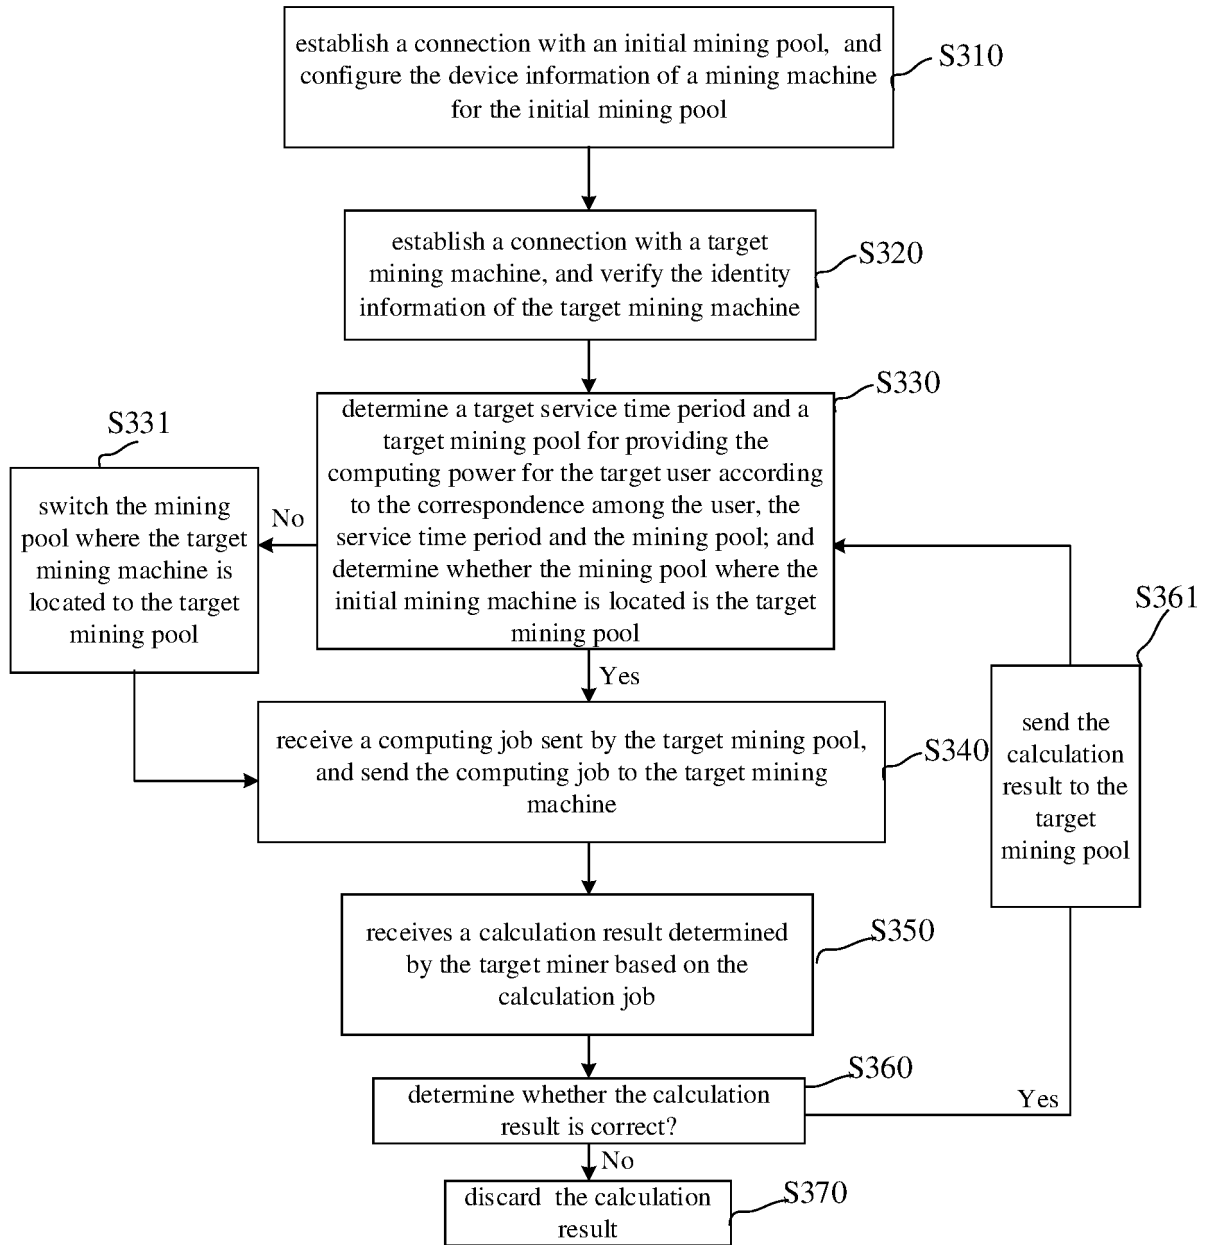 establish a connection with an initial mining pool, and
configure the device information of a mining machine
for the initial mining pool
S310
establish a connection with a target
mining machine, and verify the identity
information of the target mining machine
S320
determine a target service time period and a
target mining pool for providing the
computing power for the target user according
to the correspondence among the user, the
service time period and the mining pool; and
determine whether the mining pool where the
initial mining machine is located is the target
mining pool
S330
No
S331
switch the mining
pool where the target
mining machine is
located to the target
mining pool
Yes
receive a computing job sent by the target mining pool,
and send the computing job to the target mining
machine
S340
receives a calculation result determined
by the target miner based on the
calculation job
S350
determine whether the calculation
result is correct?
S360
Yes
S361
send the
calculation
result to the
target
mining pool
No
discard the calculation
result
S370